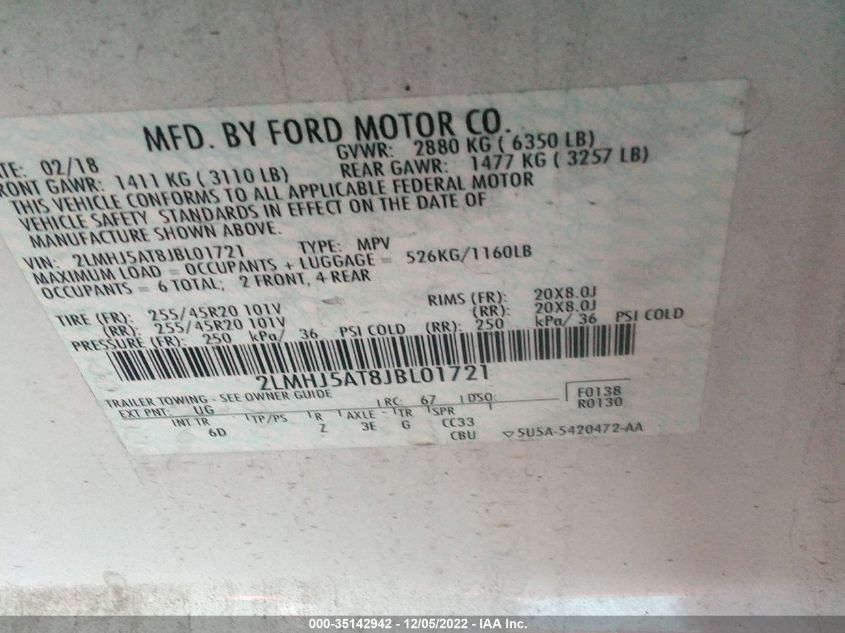 MFD. BY FORD MOTOR CO.
02/18 GVWR: 2880 KG ( 6350 LB)
GAWR: 1411 KG ( 3110 LB) REAR GAWR: 1477 KG ( 3257 LB)
THIS VEHICLE CONFORMS TO ALL APPLICABLE FEDERAL MOTOR
VEHICLE SAFETY STANDARDS IN EFFECT ON THE DATE OF
MANUFACTURE SHOWN ABOVE.
VIN: 2LMHJ5AT8JBL01721 TYPE: MPV
MAXIMUM LOAD = OCCUPANTS + LUGGAGE = 526KG/1160LB
OCCUPANTS = 6 TOTAL; 2 FRONT, 4 REAR
TIRE (FR): 255/45R20 101V RIMS (FR): 20X8.0J
(RR): 255/45R20 101V (RR): 20X8.0J
PRESSURE (FR): 250 kPa/ 36 PSI COLD (RR): 250 kPa/ 36 PSI COLD
2LMHJ5AT8JBL01721
TRAILER TOWING - SEE OWNER GUIDE
EXT PNT: UG RC: 67 DSO: F0138
R0130
INT TR TP/PS R AXLE TR SPR
6D Z 3E G CC33
CBU 5U5A-5420472-AA
000-35142942 - 12/05/2022 - IAA Inc.